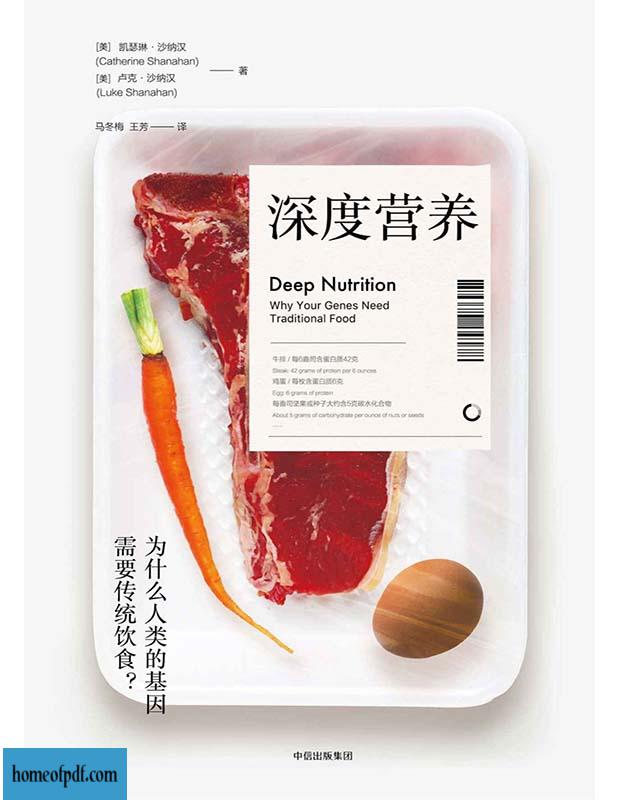 [美] 凯瑟琳·沙纳汉
(Catherine Shanahan)
[美] 卢克·沙纳汉
(Luke Shanahan)
—— 著
马冬梅 王芳——译
深度营养
Deep Nutrition
Why Your Genes Need
Traditional Food
牛排 / 每6盎司含蛋白质42克
Steak: 42 grams of protein per 6 ounces
鸡蛋 / 每枚含蛋白质6克
Egg: 6 grams of protein
每盎司坚果或种子大约含5克碳水化合物
About 5 grams of carbohydrate per ounce of nuts or seeds
......
为什么人类的基因
需要传统饮食？
中信出版集团
homeofpdf.com